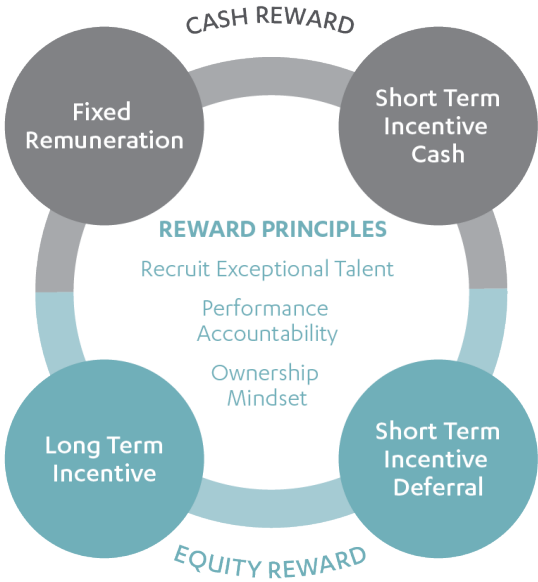 CASH REWARD
Fixed
Remuneration
Short Term
Incentive
Cash
REWARD PRINCIPLES
Recruit Exceptional Talent
Performance
Accountability
Ownership
Mindset
Long Term
Incentive
Short Term
Incentive
Deferral
EQUITY REWARD